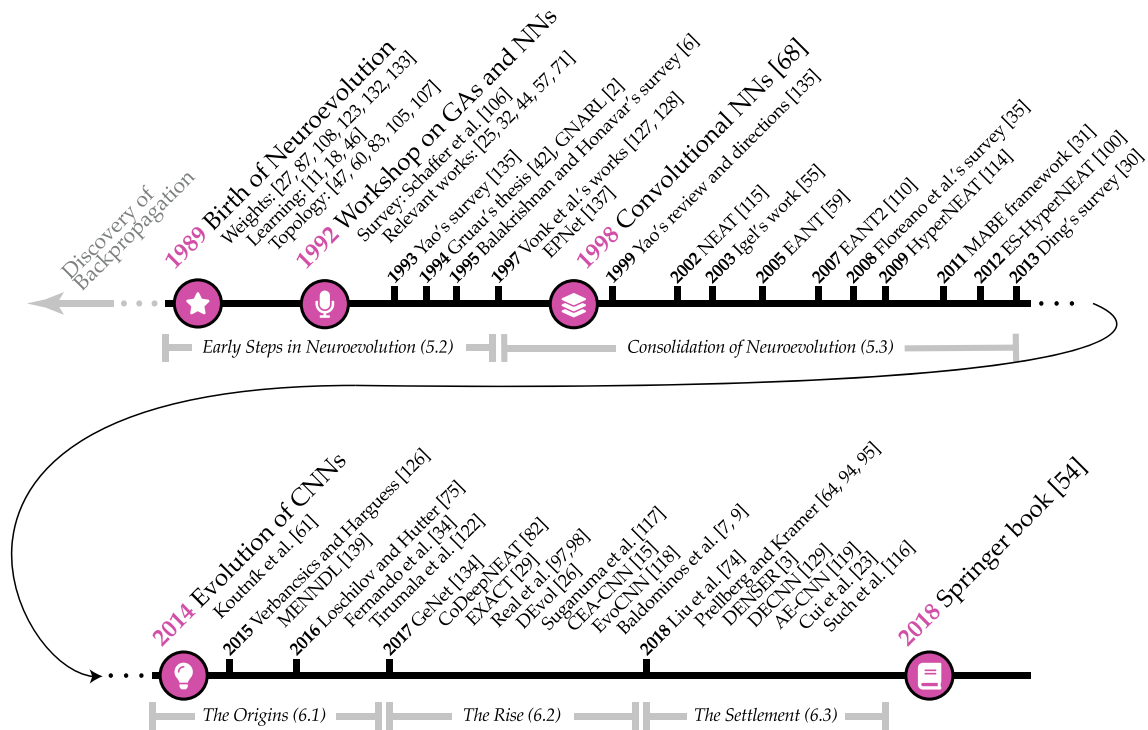 Discovery of
Backpropagation
1989 Birth of Neuroevolution
Weights: [27, 87, 108, 123, 132, 133]
Learning: [11, 18, 46]
Topology: [47, 60, 83, 105, 107]
1992 Workshop on GAs and NNs
Survey: Schaffer et al. [106]
Relevant works: [25, 32, 44, 57, 71]
1993 Yao's survey [135]
1994 Gruau's thesis [42], GNARL [2]
1995 Balakrishnan and Honavar's survey [6]
1997 Vonk et al.'s works [127, 128]
EPNet [137]
1998 Convolutional NNs [68]
1999 Yao's review and directions [135]
2002 NEAT [115]
2003 Igel's work [55]
2005 EANT [59]
2007 EANT2 [110]
2008 Floreano et al.'s survey [35]
2009 HyperNEAT [114]
2011 MABE framework [31]
2012 ES-HyperNEAT [100]
2013 Ding's survey [30]
Early Steps in Neuroevolution (5.2)
Consolidation of Neuroevolution (5.3)
2014 Evolution of CNNs
Koutnık et al. [61]
2015 Verbancsics and Harguess [126]
MENNDL [139]
2016 Loschilov and Hutter [75]
Fernando et al. [34]
Tirumala et al. [122]
2017 GeNet [134]
CoDeepNEAT [82]
EXACT [29]
Real et al. [97,98]
DEvol [26]
Suganuma et al. [117]
CEA-CNN [15]
EvoCNN [118]
Baldominos et al. [7, 9]
2018 Liu et al. [74]
Prellberg and Kramer [64, 94, 95]
DENSER [3]
DECNN [129]
AE-CNN [119]
Cui et al. [23]
Such et al. [116]
2018 Springer book [54]
The Origins (6.1)
The Rise (6.2)
The Settlement (6.3)